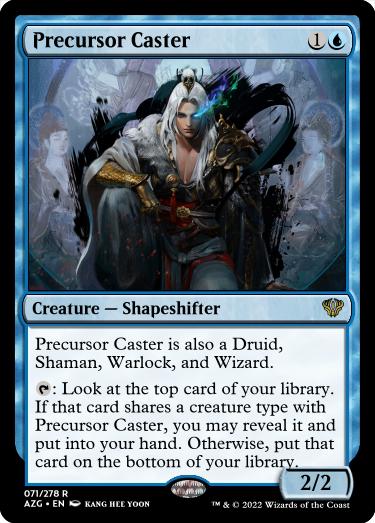 Precursor Caster 1
Creature — Shapeshifter
Precursor Caster is also a Druid,
Shaman, Warlock, and Wizard.
: Look at the top card of your library.
If that card shares a creature type with
Precursor Caster, you may reveal it and
put into your hand. Otherwise, put that
card on the bottom of your library.
2/2
071/278 R
AZG • EN KANG HEE YOON
™ & © 2022 Wizards of the Coast